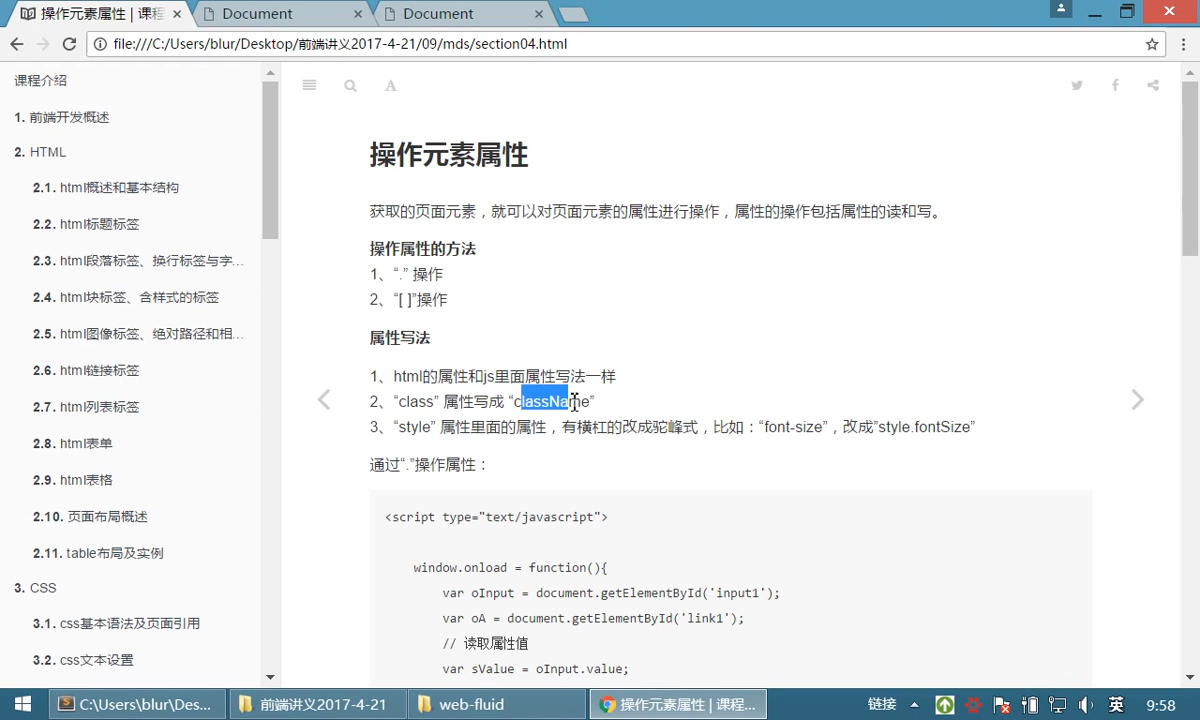 操作元素属性 | 课程
Document
Document
file:///C:/Users/blur/Desktop/前端讲义2017-4-21/09/mds/section04.html
课程介绍
1. 前端开发概述
2. HTML
2.1. html概述和基本结构
2.2. html标题标签
2.3. html段落标签、换行标签与字...
2.4. html块标签、含样式的标签
2.5. html图像标签、绝对路径和相...
2.6. html链接标签
2.7. html列表标签
2.8. html表单
2.9. html表格
2.10. 页面布局概述
2.11. table布局及实例
3. CSS
3.1. css基本语法及页面引用
3.2. css文本设置
A
操作元素属性
获取的页面元素，就可以对页面元素的属性进行操作，属性的操作包括属性的读和写。
操作属性的方法
1、“.” 操作
2、“[ ]”操作
属性写法
1、html的属性和js里面属性写法一样
2、“class” 属性写成 “className”
3、“style” 属性里面的属性，有横杠的改成驼峰式，比如：“font-size”，改成”style.fontSize”
通过“.”操作属性：
<script type="text/javascript">
window.onload = function(){
var oInput = document.getElementById('input1');
var oA = document.getElementById('link1');
// 读取属性值
var sValue = oInput.value;
C:\Users\blur\Des...
前端讲义2017-4-21
web-fluid
操作元素属性 | 课程...
链接
英
9:58